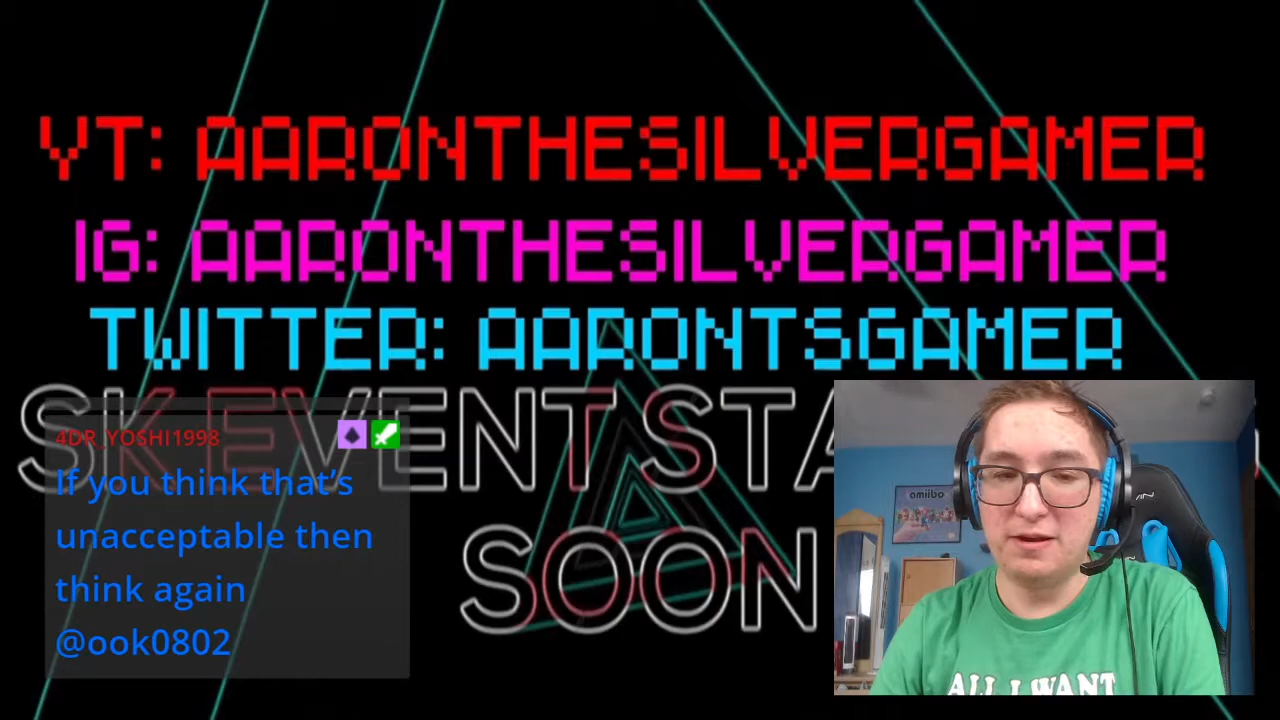 YT: AARONTHESILVERGAMER
IG: AARONTHESILVERGAMER
TWITTER: AARONTSGAMER
SK EVENT STA
SOON
4DR_YOSHI1998
If you think that's
unacceptable then
think again
@ook0802
amiibo
ALL I WANT